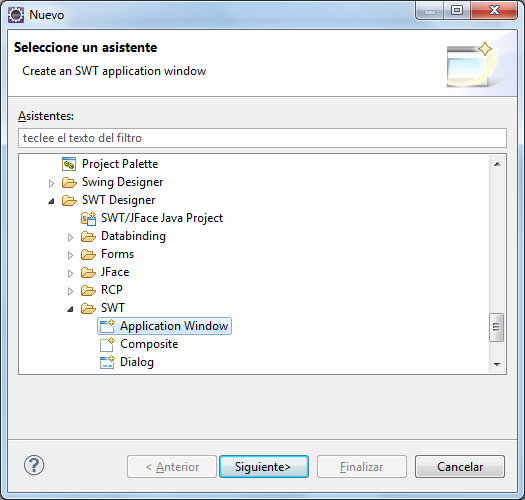 Nuevo
Seleccione un asistente
Create an SWT application window
Asistentes:
teclee el texto del filtro
Project Palette
Swing Designer
SWT Designer
SWT/JFace Java Project
Databinding
Forms
JFace
RCP
SWT
Application Window
Composite
Dialog
?
< Anterior
Siguiente>
Finalizar
Cancelar